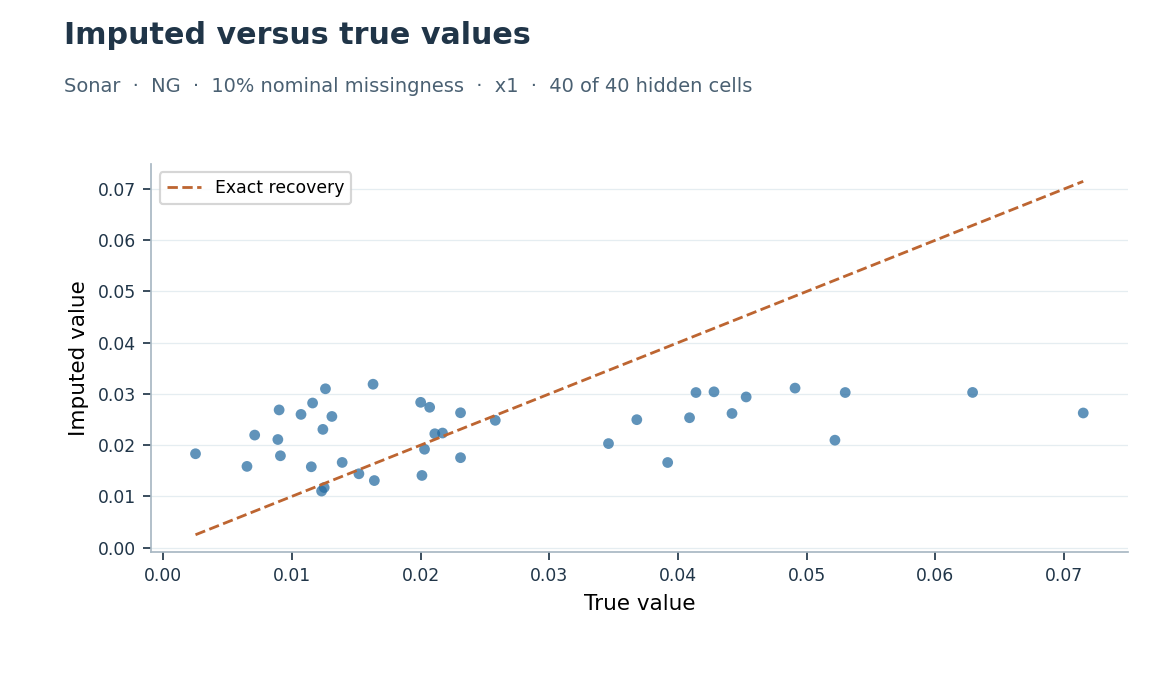 Imputed versus true values
Sonar · NG · 10% nominal missingness · x1 · 40 of 40 hidden cells
Exact recovery
Imputed value
0.07
0.06
0.05
0.04
0.03
0.02
0.01
0.00
0.00 0.01 0.02 0.03 0.04 0.05 0.06 0.07
True value